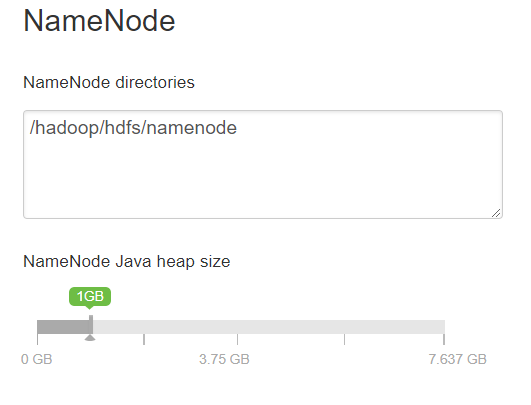 NameNode
NameNode directories
/hadoop/hdfs/namenode
NameNode Java heap size
1GB
0 GB 3.75 GB 7.637 GB